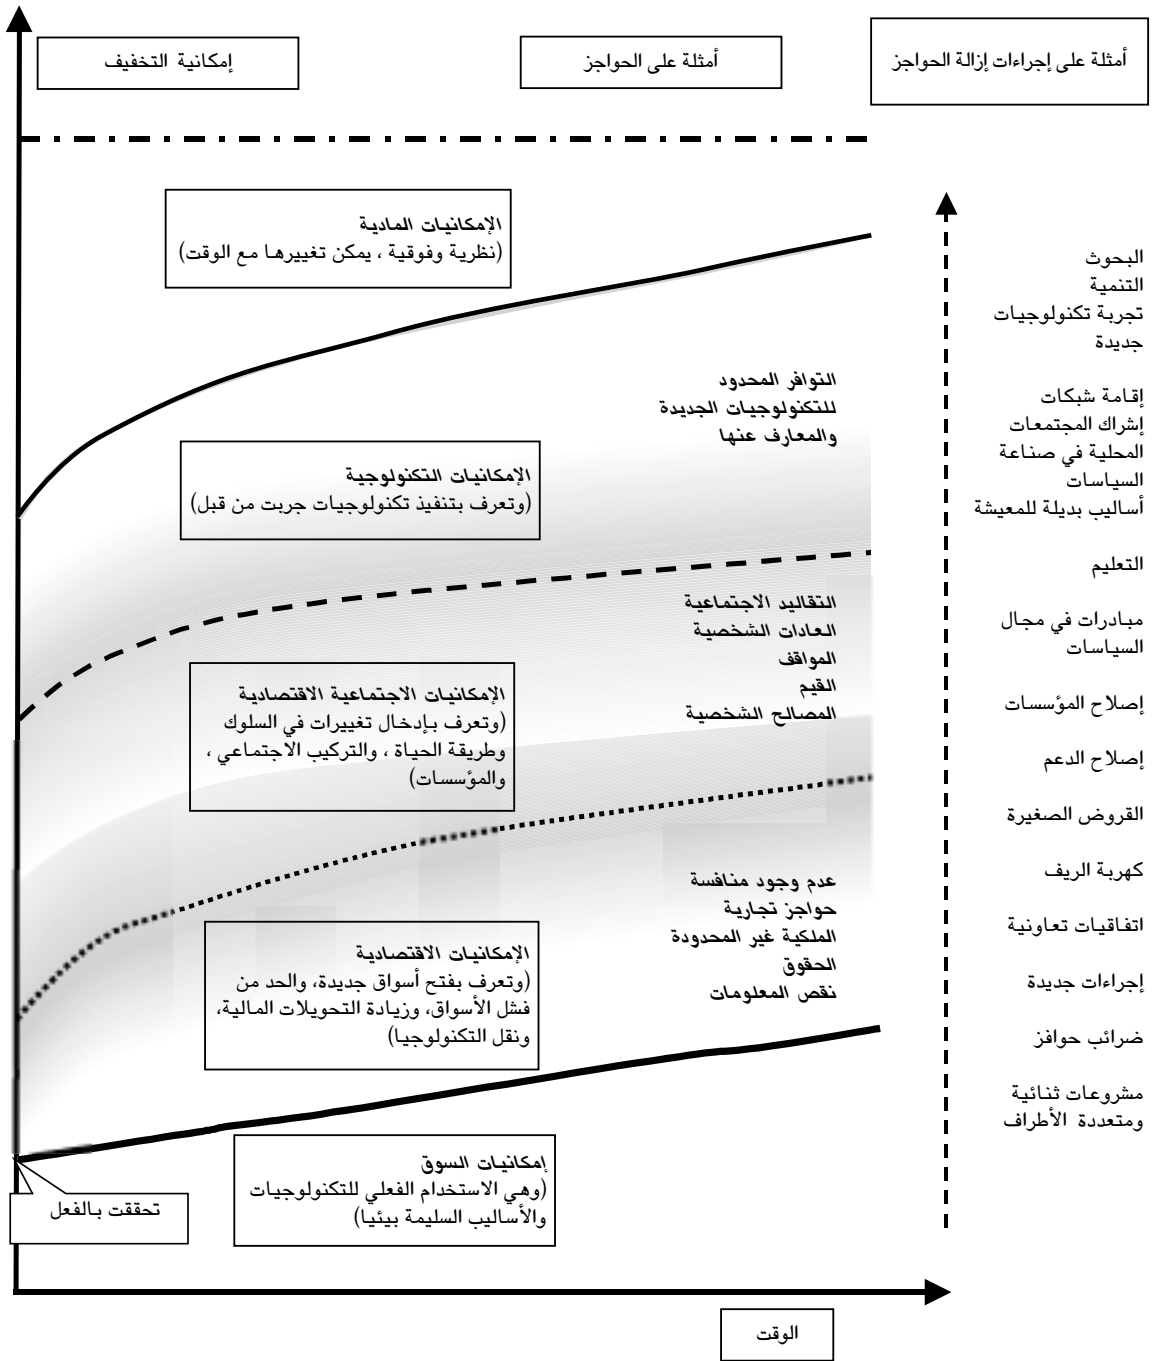 أمثلة على إجراءات إزالة الحواجز
أمثلة على الحواجز
إمكانية التخفيف
الإمكانيات المادية
(نظرية وفوقية ، يمكن تغييرها مع الوقت)
البحوث
التنمية
تجربة تكنولوجيات
جديدة
إقامة شبكات
إشراك المجتمعات
المحلية في صناعة
السياسات
أساليب بديلة للمعيشة
التعليم
مبادرات في مجال
السياسات
إصلاح المؤسسات
إصلاح الدعم
القروض الصغيرة
كهربة الريف
اتفاقيات تعاونية
إجراءات جديدة
ضرائب حوافز
مشروعات ثنائية
ومتعددة الأطراف
التوافر المحدود
للتكنولوجيات الجديدة
والمعارف عنها
الإمكانيات التكنولوجية
(وتعرف بتنفيذ تكنولوجيات جربت من قبل)
التقاليد الاجتماعية
العادات الشخصية
المواقف
القيم
المصالح الشخصية
الإمكانيات الاجتماعية الاقتصادية
(وتعرف بإدخال تغييرات في السلوك
وطريقة الحياة ، والتركيب الاجتماعي ،
والمؤسسات)
عدم وجود منافسة
حواجز تجارية
الملكية غير المحدودة
الحقوق
نقص المعلومات
الإمكانيات الاقتصادية
(وتعرف بفتح أسواق جديدة، والحد من
فشل الأسواق، وزيادة التحويلات المالية،
ونقل التكنولوجيا)
إمكانيات السوق
(وهي الاستخدام الفعلي للتكنولوجيات
والأساليب السليمة بيئيا)
تحققت بالفعل
الوقت